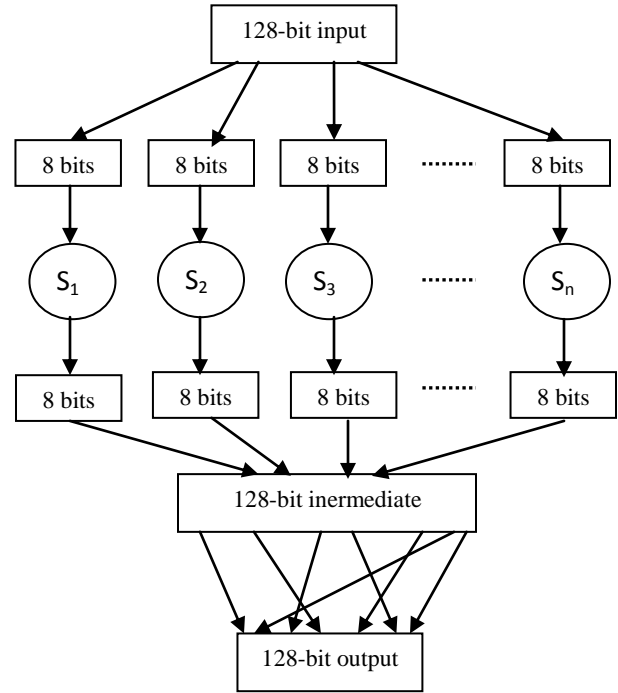 128-bit input
8 bits 8 bits 8 bits ........ 8 bits
S1 S2 S3 ........ Sn
8 bits 8 bits 8 bits ........ 8 bits
128-bit inermediate
128-bit output